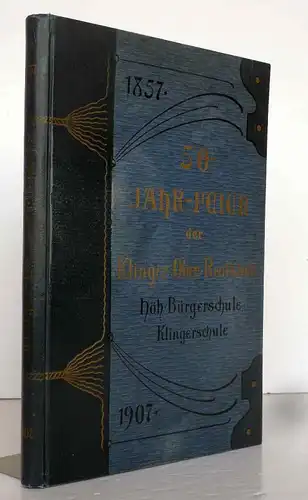 1857.
50
JAHR-FEIER
der
Klinger Ober-Realschule
Höh. Bürgerschule
Klingerschule
1907.